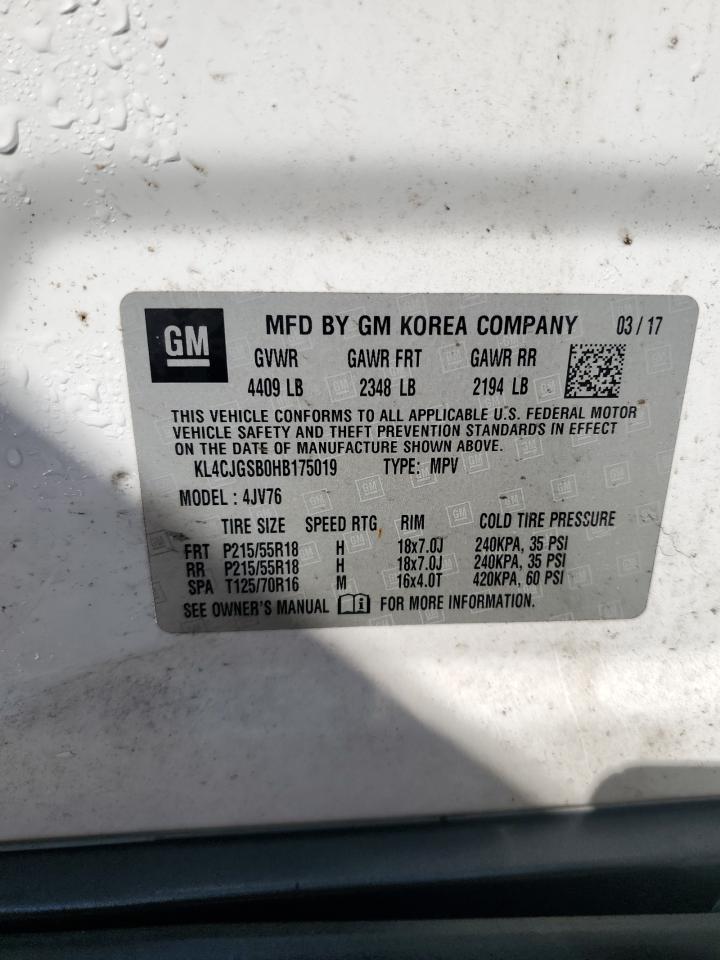 GM MFD BY GM KOREA COMPANY 03 / 17
GVWR GAWR FRT GAWR RR
4409 LB 2348 LB 2194 LB
THIS VEHICLE CONFORMS TO ALL APPLICABLE U.S. FEDERAL MOTOR
VEHICLE SAFETY AND THEFT PREVENTION STANDARDS IN EFFECT
ON THE DATE OF MANUFACTURE SHOWN ABOVE.
KL4CJGSB0HB175019 TYPE: MPV
MODEL : 4JV76
TIRE SIZE SPEED RTG RIM COLD TIRE PRESSURE
FRT P215/55R18 H 18x7.0J 240KPA, 35 PSI
RR P215/55R18 H 18x7.0J 240KPA, 35 PSI
SPA T125/70R16 M 16x4.0T 420KPA, 60 PSI
SEE OWNER'S MANUAL FOR MORE INFORMATION.